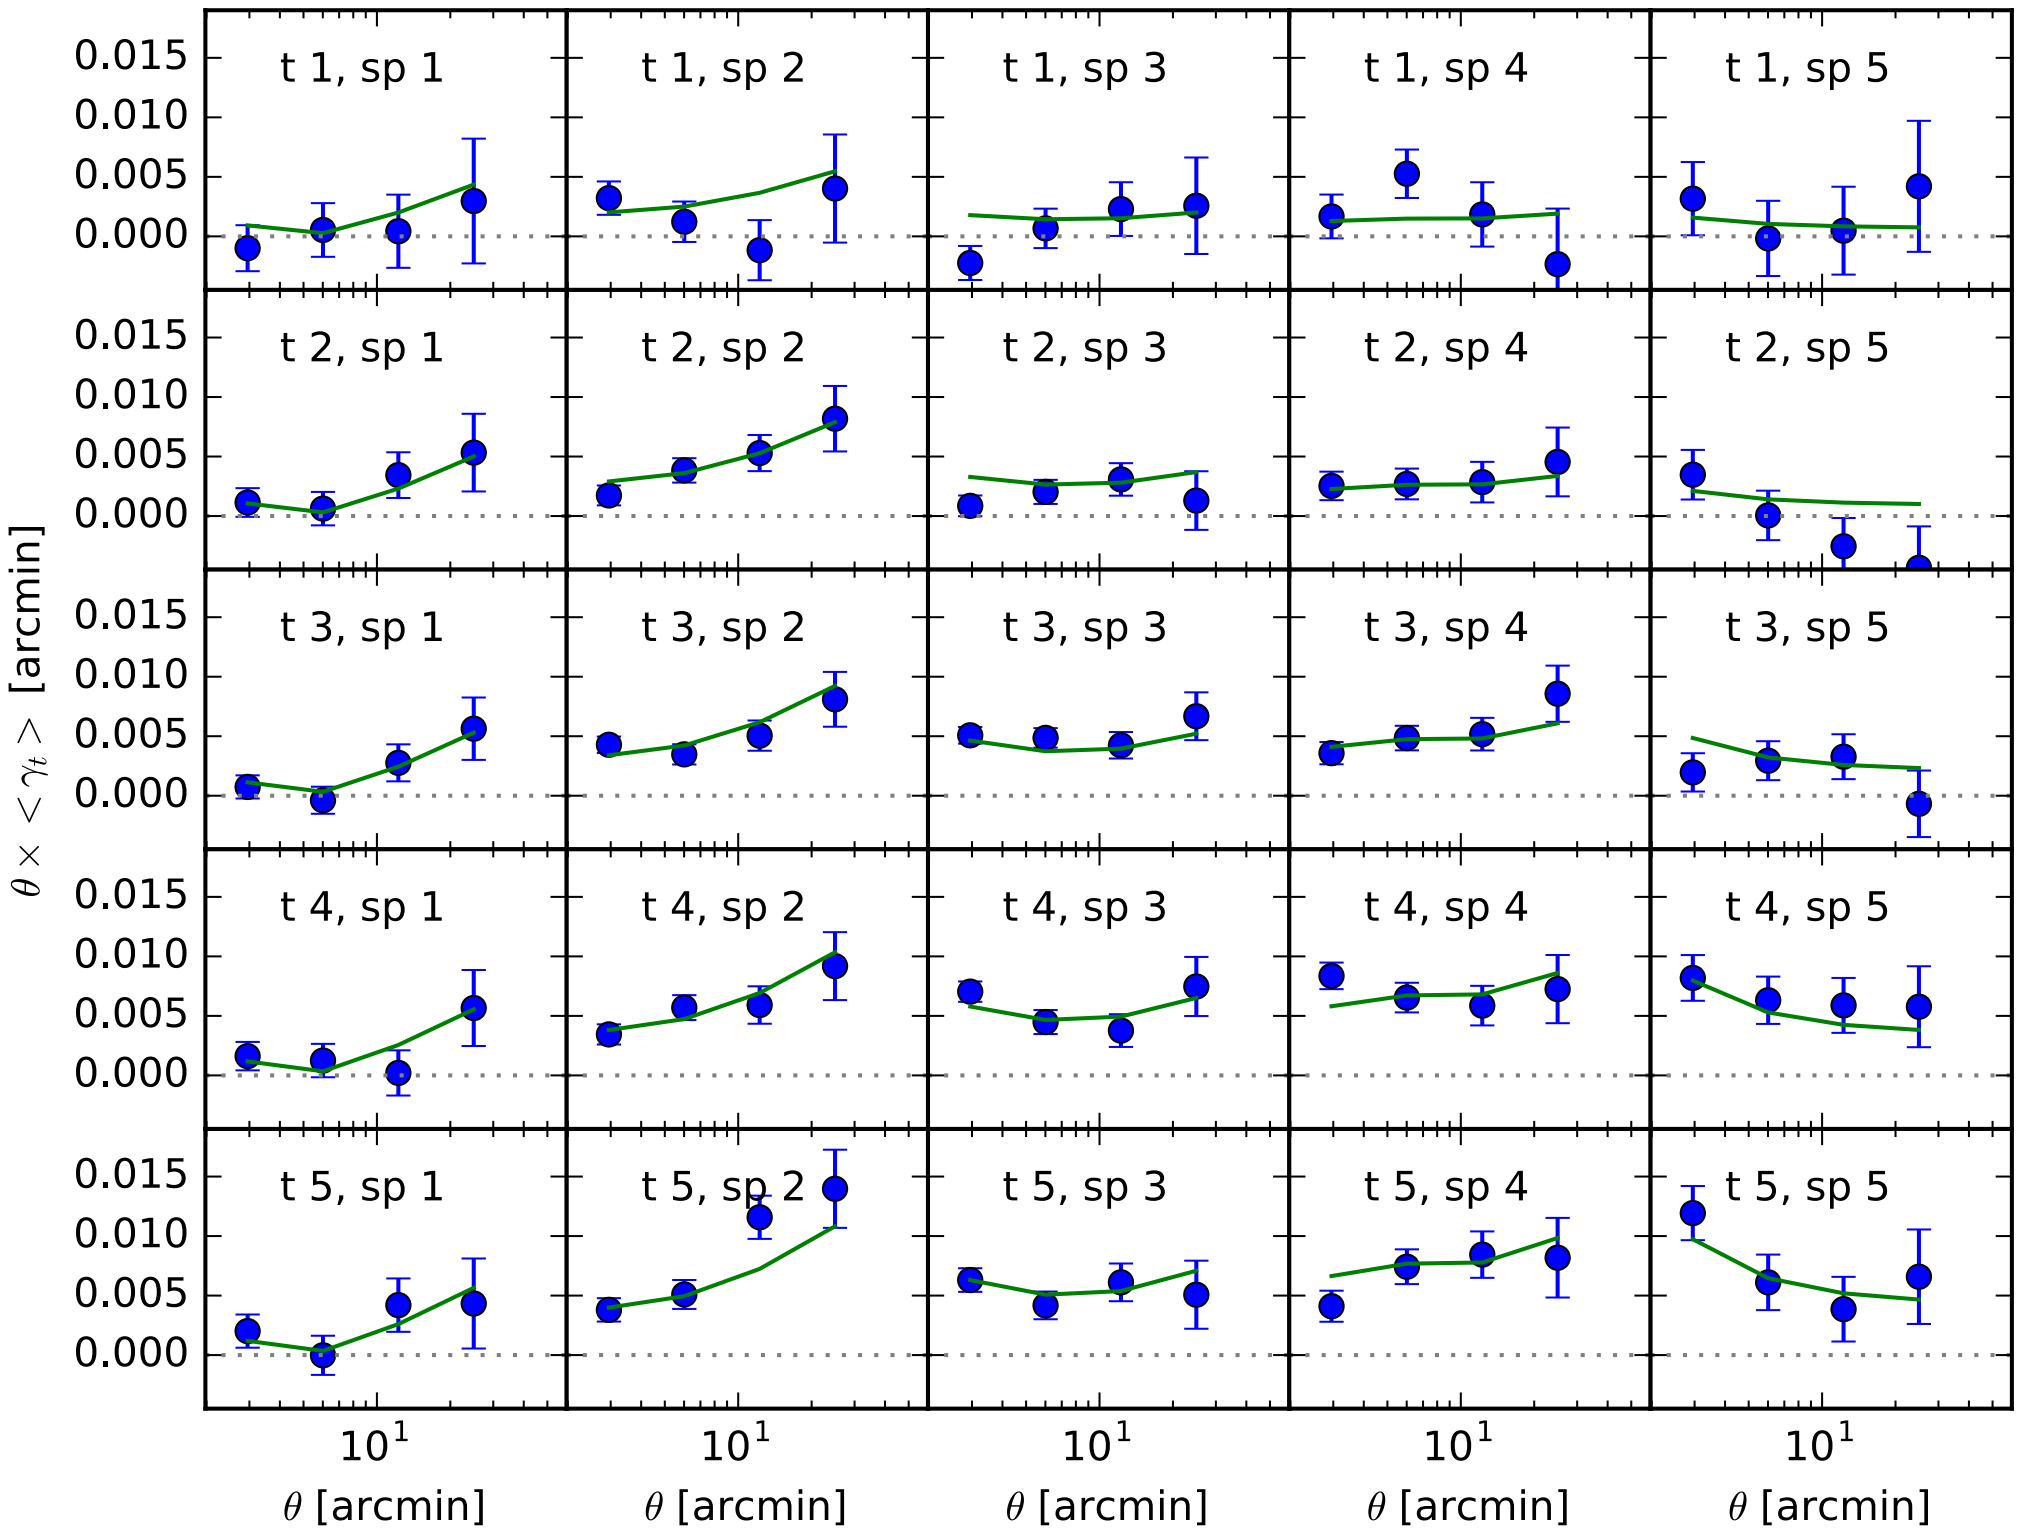 0.015 t 1, sp 1 t 1, sp 2 t 1, sp 3 t 1, sp 4 t 1, sp 5
0.010
0.005
0.000
0.015 t 2, sp 1 t 2, sp 2 t 2, sp 3 t 2, sp 4 t 2, sp 5
0.010
0.005
0.000
0.015 t 3, sp 1 t 3, sp 2 t 3, sp 3 t 3, sp 4 t 3, sp 5
0.010
0.005
0.000
0.015 t 4, sp 1 t 4, sp 2 t 4, sp 3 t 4, sp 4 t 4, sp 5
0.010
0.005
0.000
0.015 t 5, sp 1 t 5, sp 2 t 5, sp 3 t 5, sp 4 t 5, sp 5
0.010
0.005
0.000
θ × < γₜ > [arcmin]
10¹ 10¹ 10¹ 10¹ 10¹
θ [arcmin] θ [arcmin] θ [arcmin] θ [arcmin] θ [arcmin]